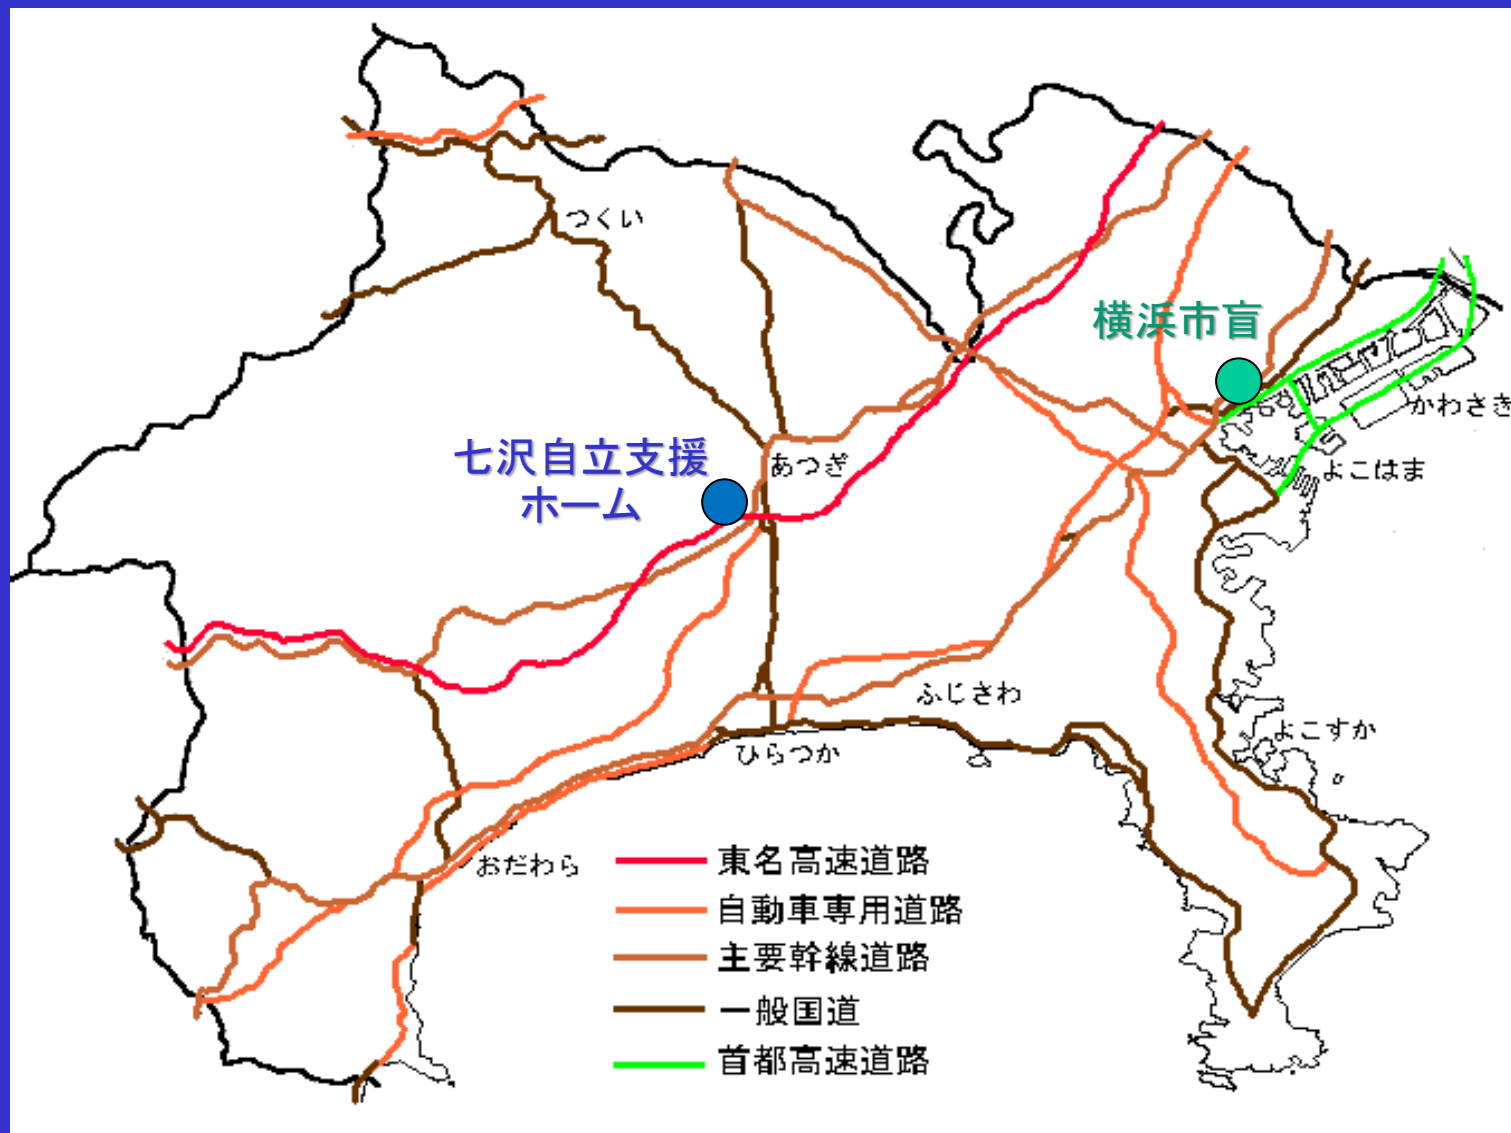 つくい
横浜市盲
かわさき
七沢自立支援
ホーム
あつぎ
よこはま
ふじさわ
よこすか
ひらつか
おだわら
東名高速道路
自動車専用道路
主要幹線道路
一般国道
首都高速道路